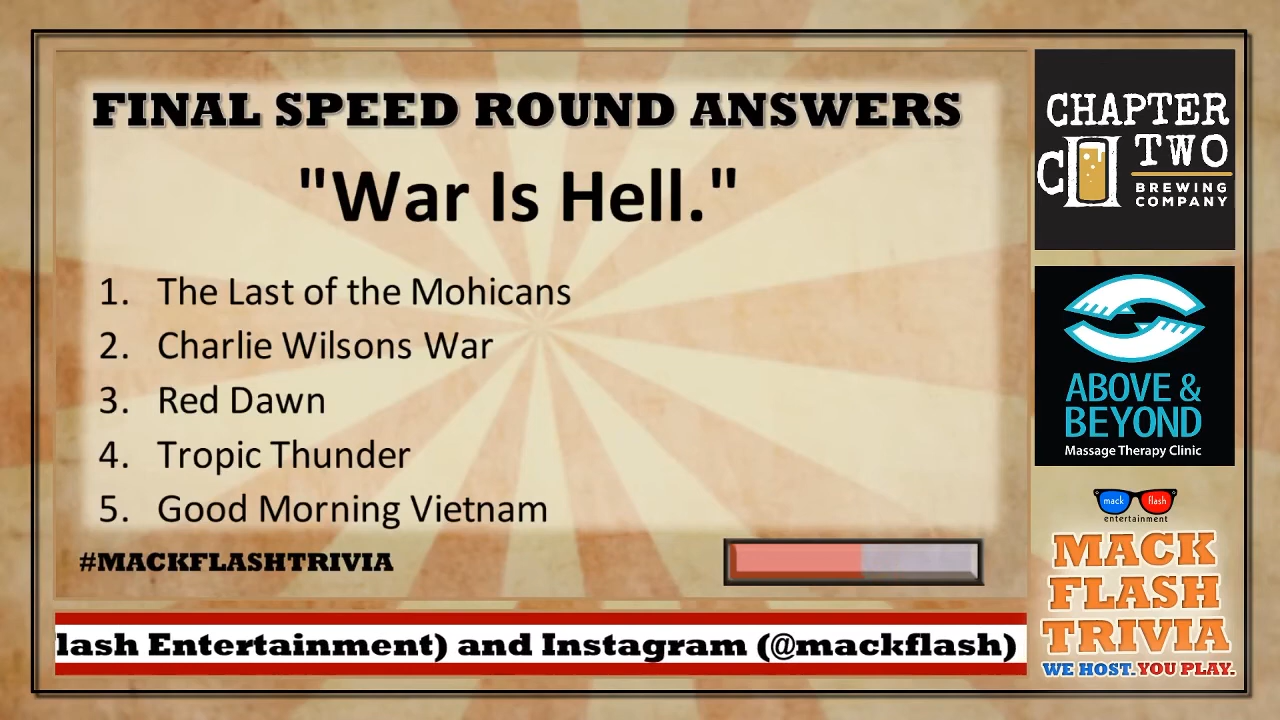 FINAL SPEED ROUND ANSWERS
"War Is Hell."
1. The Last of the Mohicans
2. Charlie Wilsons War
3. Red Dawn
4. Tropic Thunder
5. Good Morning Vietnam
#MACKFLASHTRIVIA
lash Entertainment) and Instagram (@mackflash)
CHAPTER
TWO
C
BREWING
COMPANY
ABOVE &
BEYOND
Massage Therapy Clinic
mack flash
entertainment
MACK
FLASH
TRIVIA
WE HOST. YOU PLAY.